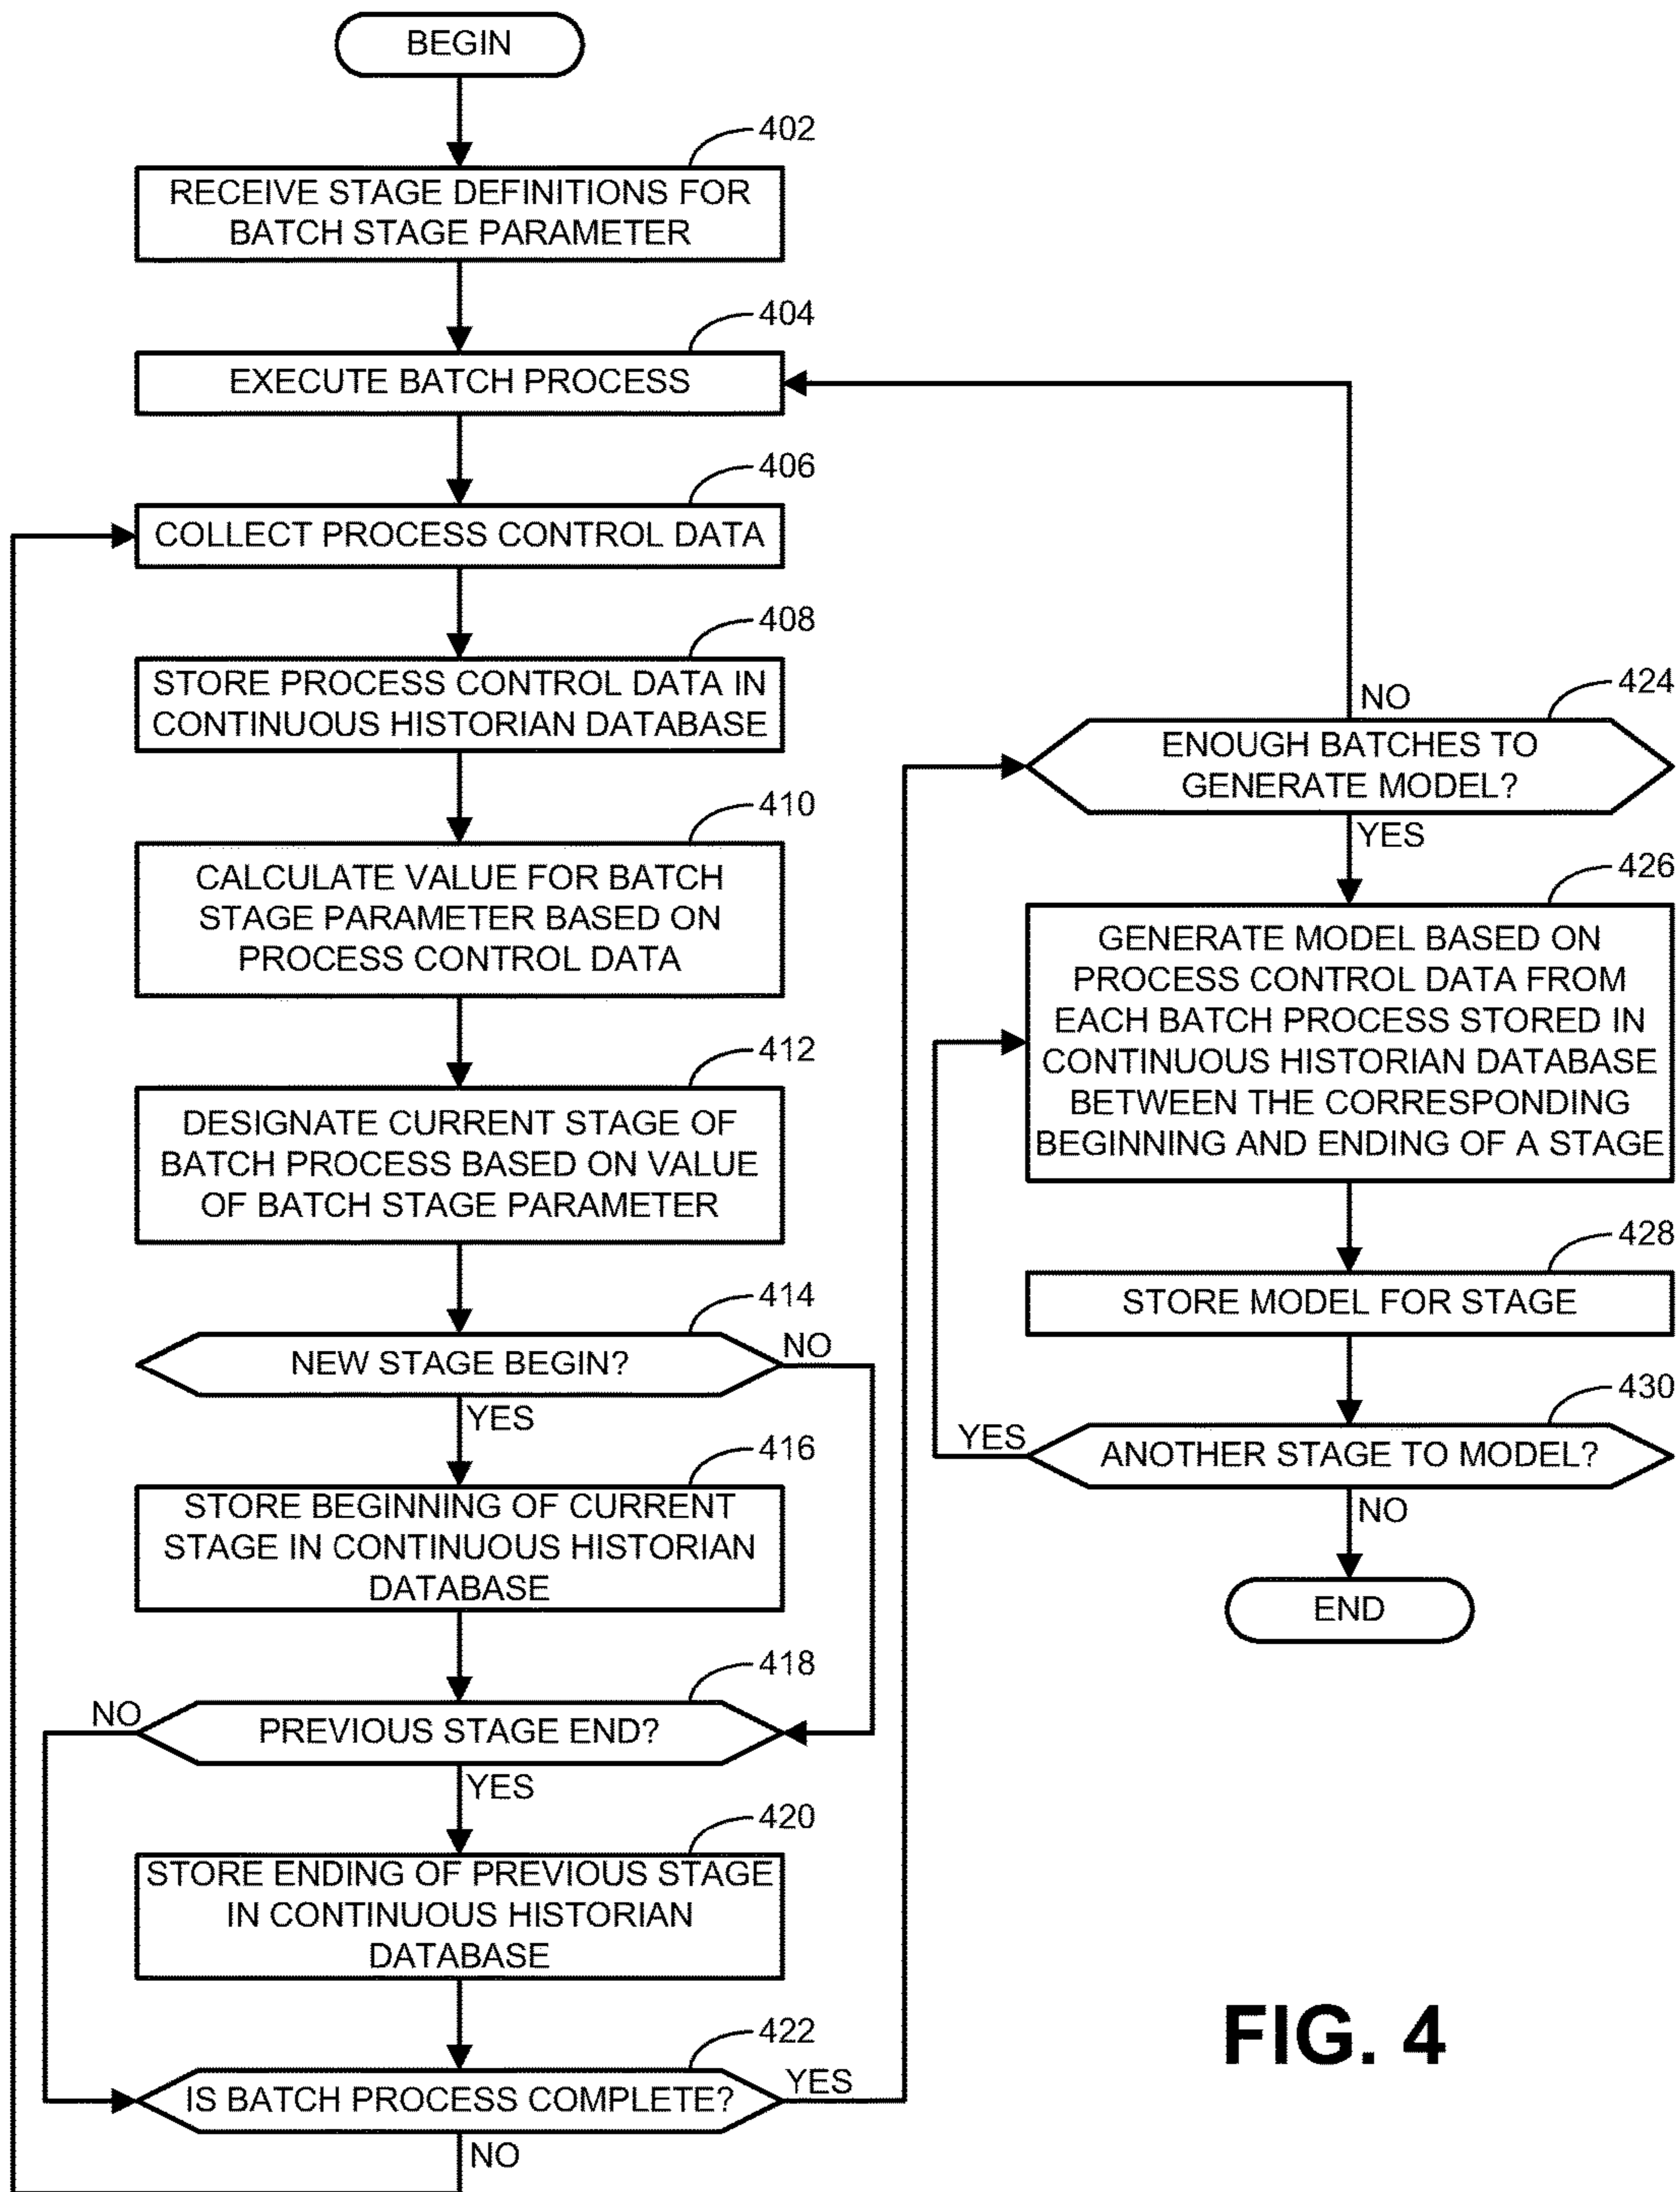 BEGIN
402
RECEIVE STAGE DEFINITIONS FOR
BATCH STAGE PARAMETER
404
EXECUTE BATCH PROCESS
406
COLLECT PROCESS CONTROL DATA
408
STORE PROCESS CONTROL DATA IN
CONTINUOUS HISTORIAN DATABASE
410
CALCULATE VALUE FOR BATCH
STAGE PARAMETER BASED ON
PROCESS CONTROL DATA
412
DESIGNATE CURRENT STAGE OF
BATCH PROCESS BASED ON VALUE
OF BATCH STAGE PARAMETER
414
NEW STAGE BEGIN?
NO
YES
416
STORE BEGINNING OF CURRENT
STAGE IN CONTINUOUS HISTORIAN
DATABASE
418
NO
PREVIOUS STAGE END?
YES
420
STORE ENDING OF PREVIOUS STAGE
IN CONTINUOUS HISTORIAN
DATABASE
422
IS BATCH PROCESS COMPLETE?
YES
NO
424
NO
ENOUGH BATCHES TO
GENERATE MODEL?
YES
426
GENERATE MODEL BASED ON
PROCESS CONTROL DATA FROM
EACH BATCH PROCESS STORED IN
CONTINUOUS HISTORIAN DATABASE
BETWEEN THE CORRESPONDING
BEGINNING AND ENDING OF A STAGE
428
STORE MODEL FOR STAGE
430
YES
ANOTHER STAGE TO MODEL?
NO
END
FIG. 4